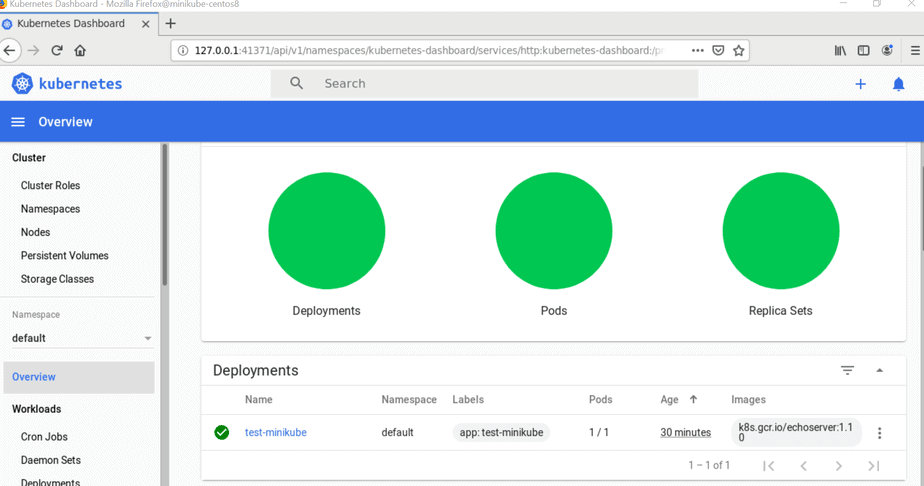 Kubernetes Dashboard - Mozilla Firefox@minikube-centos8
Kubernetes Dashboard
127.0.0.1:41371/api/v1/namespaces/kubernetes-dashboard/services/http:kubernetes-dashboard:/pr
kubernetes
Search
Overview
Cluster
Cluster Roles
Namespaces
Nodes
Persistent Volumes
Storage Classes
Namespace
default
Overview
Workloads
Cron Jobs
Daemon Sets
Deployments
Deployments Pods Replica Sets
Deployments
Name Namespace Labels Pods Age Images
test-minikube default app: test-minikube 1 / 1 30 minutes k8s.gcr.io/echoserver:1.1
0
1 – 1 of 1